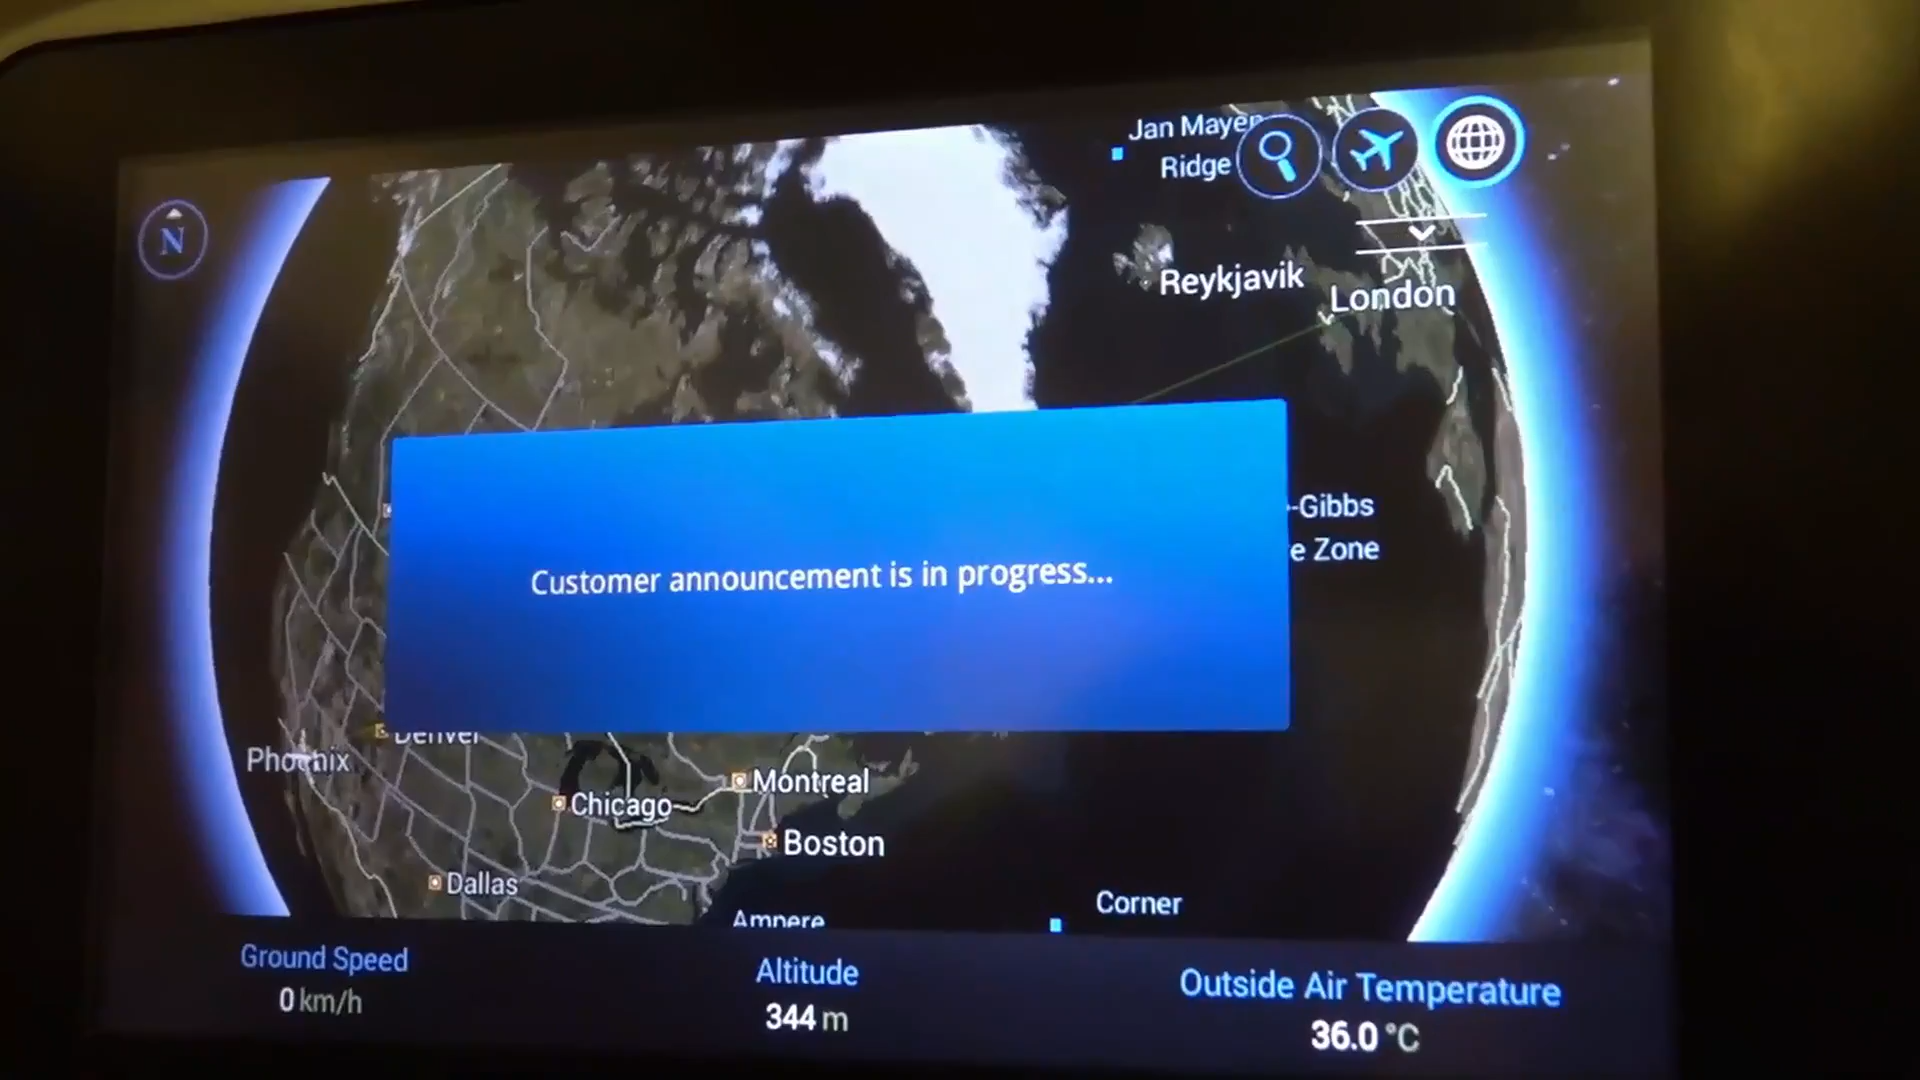 Jan Mayen
Ridge
N
Reykjavik
London
-Gibbs
e Zone
Customer announcement is in progress...
Denver
Phoenix
Montreal
Chicago
Boston
Dallas
Corner
Ampere
Ground Speed
0 km/h
Altitude
344 m
Outside Air Temperature
36.0 °C